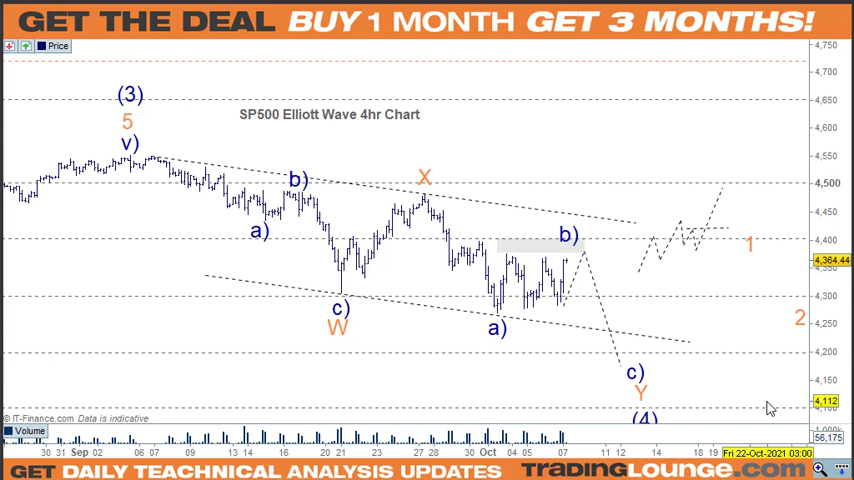 GET THE DEAL BUY 1 MONTH GET 3 MONTHS!
Price
4,750
4,700
(3)
4,650
SP500 Elliott Wave 4hr Chart
5
4,600
v)
4,550
b)
X
4,500
4,450
a)
b)
4,400
1
4,364.44
4,350
c)
4,300
W
a)
2
4,250
4,200
c)
4,150
Y
4,112
4,100
(4)
© IT-Finance.com Data is indicative
Volume
1,000k
56,175
30 31 Sep 02 06 07 13 14 16 20 21 23 27 28 30 Oct 04 05 07 11 12 14 18 19 Fri 22-Oct-2021 03:00
GET DAILY TEACHNICAL ANALYSIS UPDATES TRADINGLOUNGE.com